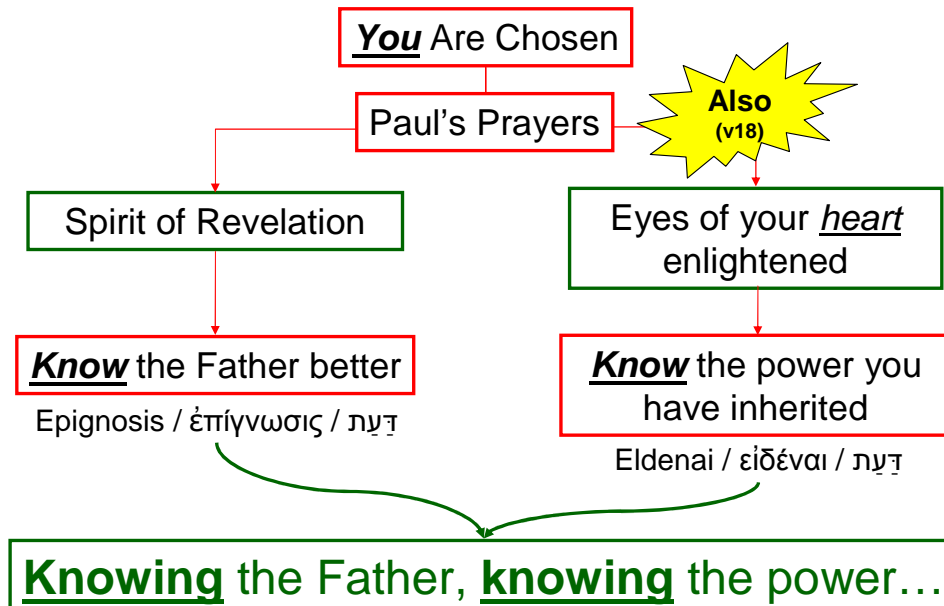 You Are Chosen
Paul's Prayers
Also
(v18)
Spirit of Revelation
Eyes of your heart
enlightened
Know the Father better
Know the power you
have inherited
Epignosis / ἐπίγνωσις / דַּעַת
Eldenai / εἰδέναι / דַּעַת
Knowing the Father, knowing the power…